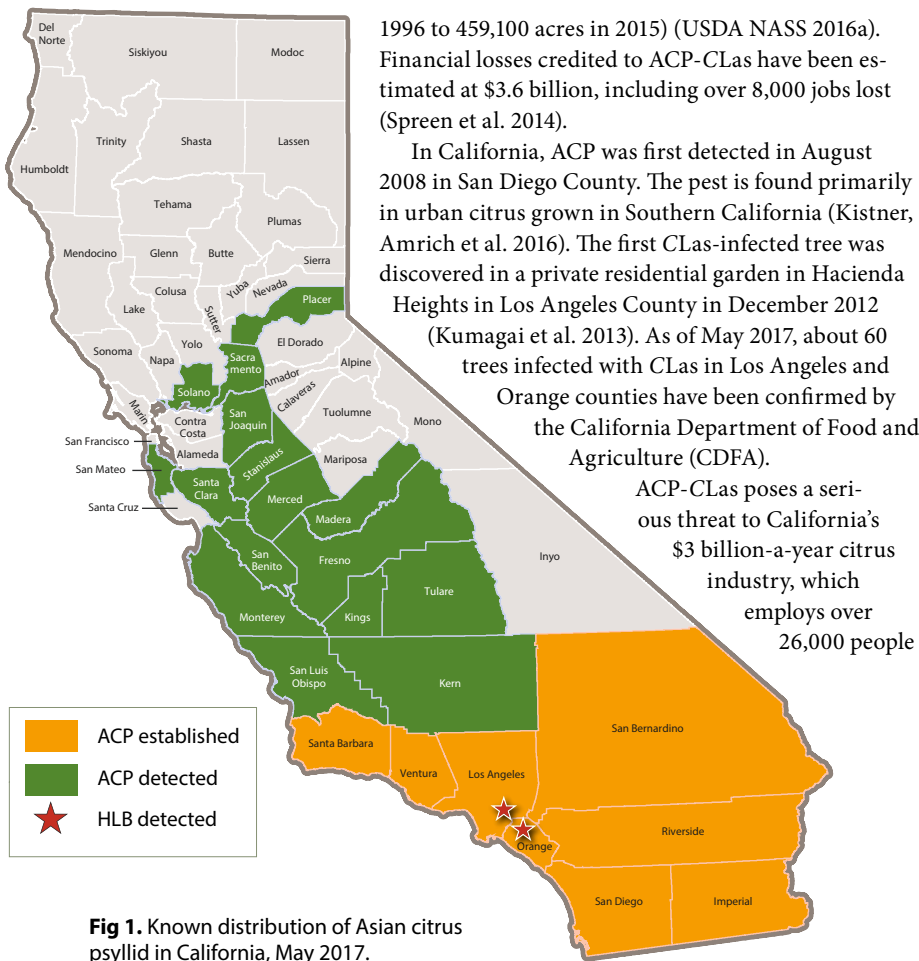 1996 to 459,100 acres in 2015) (USDA NASS 2016a).
Financial losses credited to ACP-CLas have been es-
timated at $3.6 billion, including over 8,000 jobs lost
(Spreen et al. 2014).
In California, ACP was first detected in August
2008 in San Diego County. The pest is found primarily
in urban citrus grown in Southern California (Kistner,
Amrich et al. 2016). The first CLas-infected tree was
discovered in a private residential garden in Hacienda
Heights in Los Angeles County in December 2012
(Kumagai et al. 2013). As of May 2017, about 60
trees infected with CLas in Los Angeles and
Orange counties have been confirmed by
the California Department of Food and
Agriculture (CDFA).
ACP-CLas poses a seri-
ous threat to California's
$3 billion-a-year citrus
industry, which
employs over
26,000 people
Del
Norte
Siskiyou
Modoc
Humboldt
Trinity
Shasta
Lassen
Tehama
Plumas
Mendocino
Glenn
Butte
Sierra
Colusa
Lake
Sutter
Yuba
Nevada
Placer
Sonoma
Napa
Yolo
Sacra
mento
El Dorado
Alpine
Solano
Amador
Calaveras
Tuolumne
Mono
Marin
Contra
Costa
San
Joaquin
San Francisco
Alameda
Stanislaus
Mariposa
San Mateo
Santa
Clara
Merced
Santa Cruz
Madera
San
Benito
Fresno
Inyo
Monterey
Kings
Tulare
San Luis
Obispo
Kern
San Bernardino
Santa Barbara
Ventura
Los Angeles
Orange
Riverside
San Diego
Imperial
ACP established
ACP detected
HLB detected
Fig 1. Known distribution of Asian citrus
psyllid in California, May 2017.